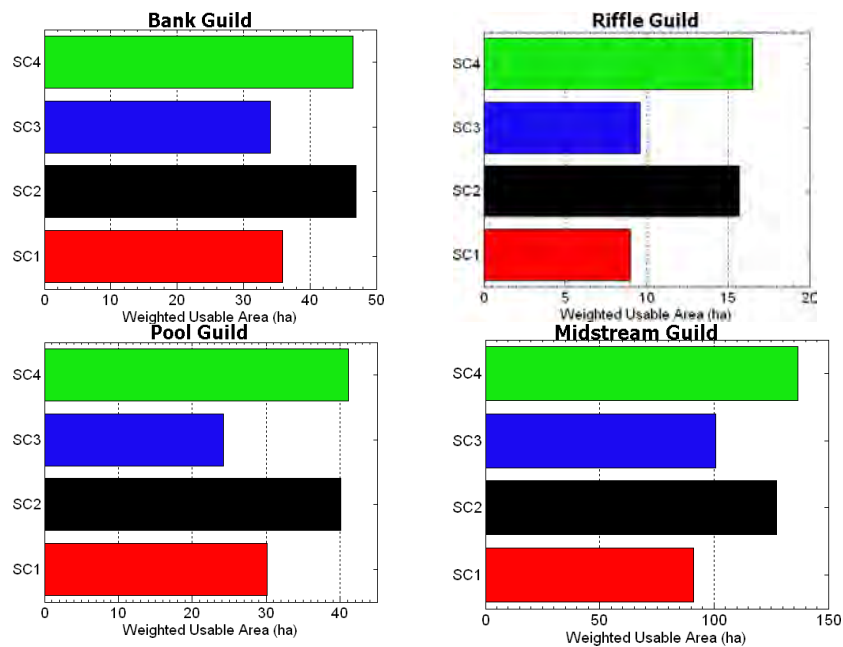 Bank Guild
SC4
SC3
SC2
SC1
0 10 20 30 40 50
Weighted Usable Area (ha)
Riffle Guild
SC4
SC3
SC2
SC1
0 5 10 15 20
Weighted Usable Area (ha)
Pool Guild
SC4
SC3
SC2
SC1
0 10 20 30 40
Weighted Usable Area (ha)
Midstream Guild
SC4
SC3
SC2
SC1
0 50 100 150
Weighted Usable Area (ha)